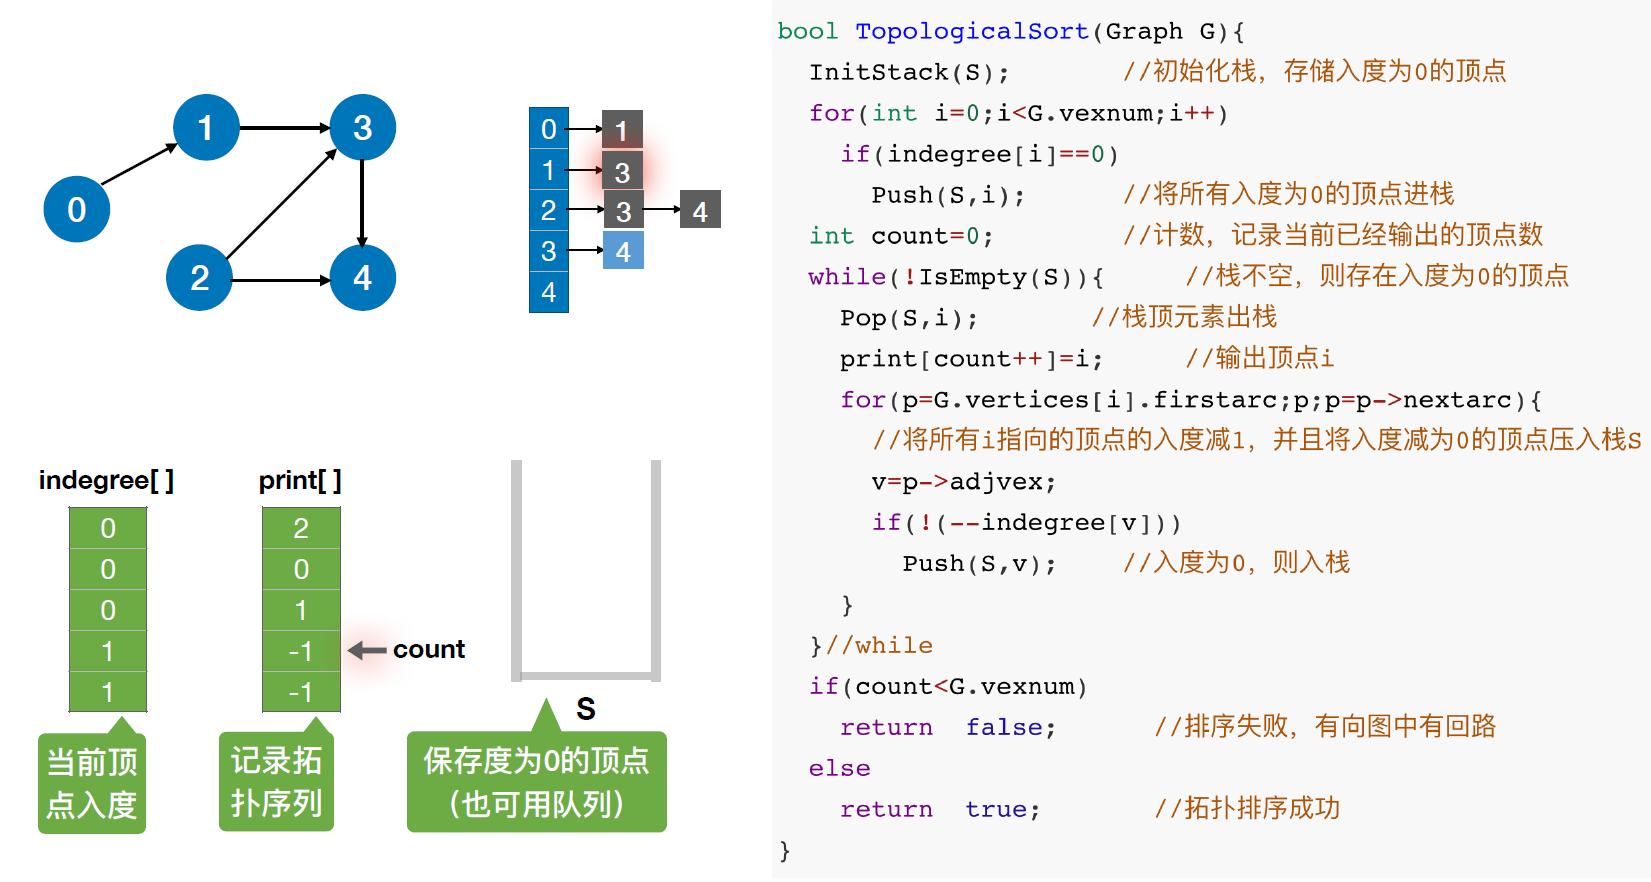 1
3
0
2
4
0
1
1
3
2
3
4
3
4
4
indegree[ ]
0
0
0
1
1
当前顶
点入度
print[ ]
2
0
1
-1
-1
count
记录拓
扑序列
S
保存度为0的顶点
(也可用队列)
bool TopologicalSort(Graph G){
InitStack(S); //初始化栈，存储入度为0的顶点
for(int i=0;i<G.vexnum;i++)
if(indegree[i]==0)
Push(S,i); //将所有入度为0的顶点进栈
int count=0; //计数，记录当前已经输出的顶点数
while(!IsEmpty(S)){ //栈不空，则存在入度为0的顶点
Pop(S,i); //栈顶元素出栈
print[count++]=i; //输出顶点i
for(p=G.vertices[i].firstarc;p;p=p->nextarc){
//将所有i指向的顶点的入度减1，并且将入度减为0的顶点压入栈S
v=p->adjvex;
if(!(--indegree[v]))
Push(S,v); //入度为0，则入栈
}
}//while
if(count<G.vexnum)
return false; //排序失败，有向图中有回路
else
return true; //拓扑排序成功
}